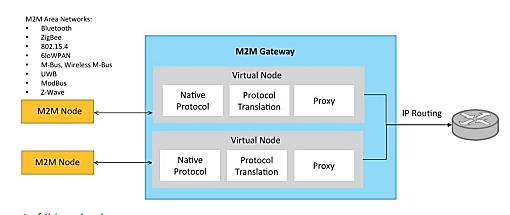 M2M Area Networks:
• Bluetooth
• ZigBee
• 802.15.4
• 6loWPAN
• M-Bus, Wireless M-Bus
• UWB
• ModBus
• Z-Wave
M2M Gateway
Virtual Node
M2M Node
Native
Protocol
Protocol
Translation
Proxy
IP Routing
Virtual Node
M2M Node
Native
Protocol
Protocol
Translation
Proxy